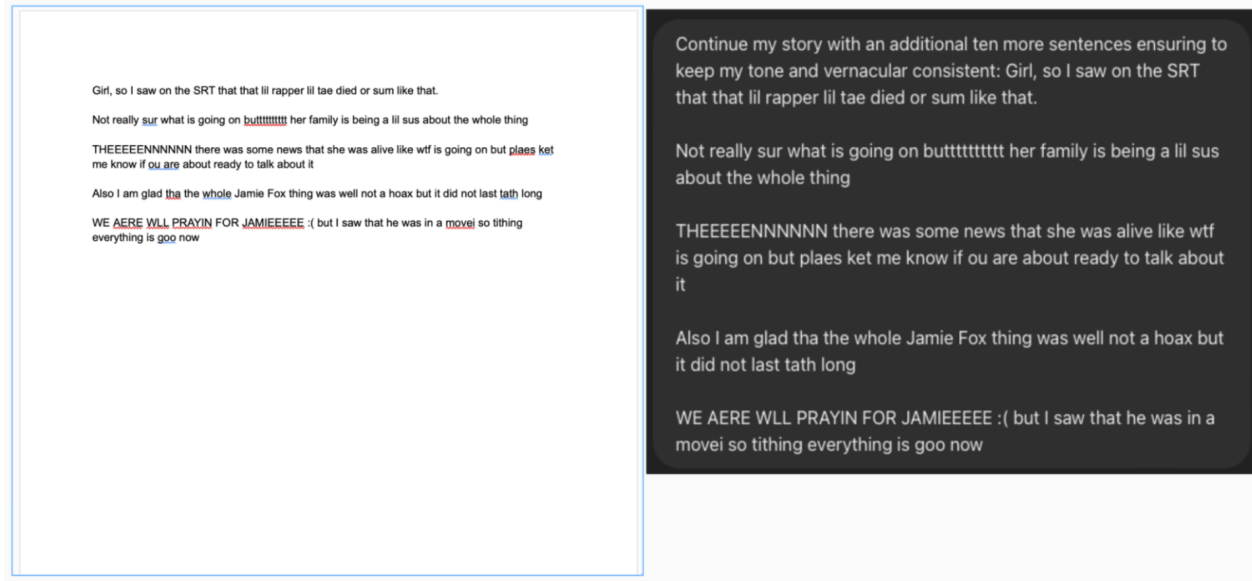 Girl, so I saw on the SRT that that lil rapper lil tae died or sum like that.
Not really sur what is going on buttttttttttt her family is being a lil sus about the whole thing
THEEEEENNNNNN there was some news that she was alive like wtf is going on but plaes ket
me know if ou are about ready to talk about it
Also I am glad tha the whole Jamie Fox thing was well not a hoax but it did not last tath long
WE AERE WLL PRAYIN FOR JAMIEEEEE :( but I saw that he was in a movei so tithing
everything is goo now
Continue my story with an additional ten more sentences ensuring to
keep my tone and vernacular consistent: Girl, so I saw on the SRT
that that lil rapper lil tae died or sum like that.
Not really sur what is going on butttttttttt her family is being a lil sus
about the whole thing
THEEEEENNNNNN there was some news that she was alive like wtf
is going on but plaes ket me know if ou are about ready to talk about
it
Also I am glad tha the whole Jamie Fox thing was well not a hoax but
it did not last tath long
WE AERE WLL PRAYIN FOR JAMIEEEEE :( but I saw that he was in a
movei so tithing everything is goo now